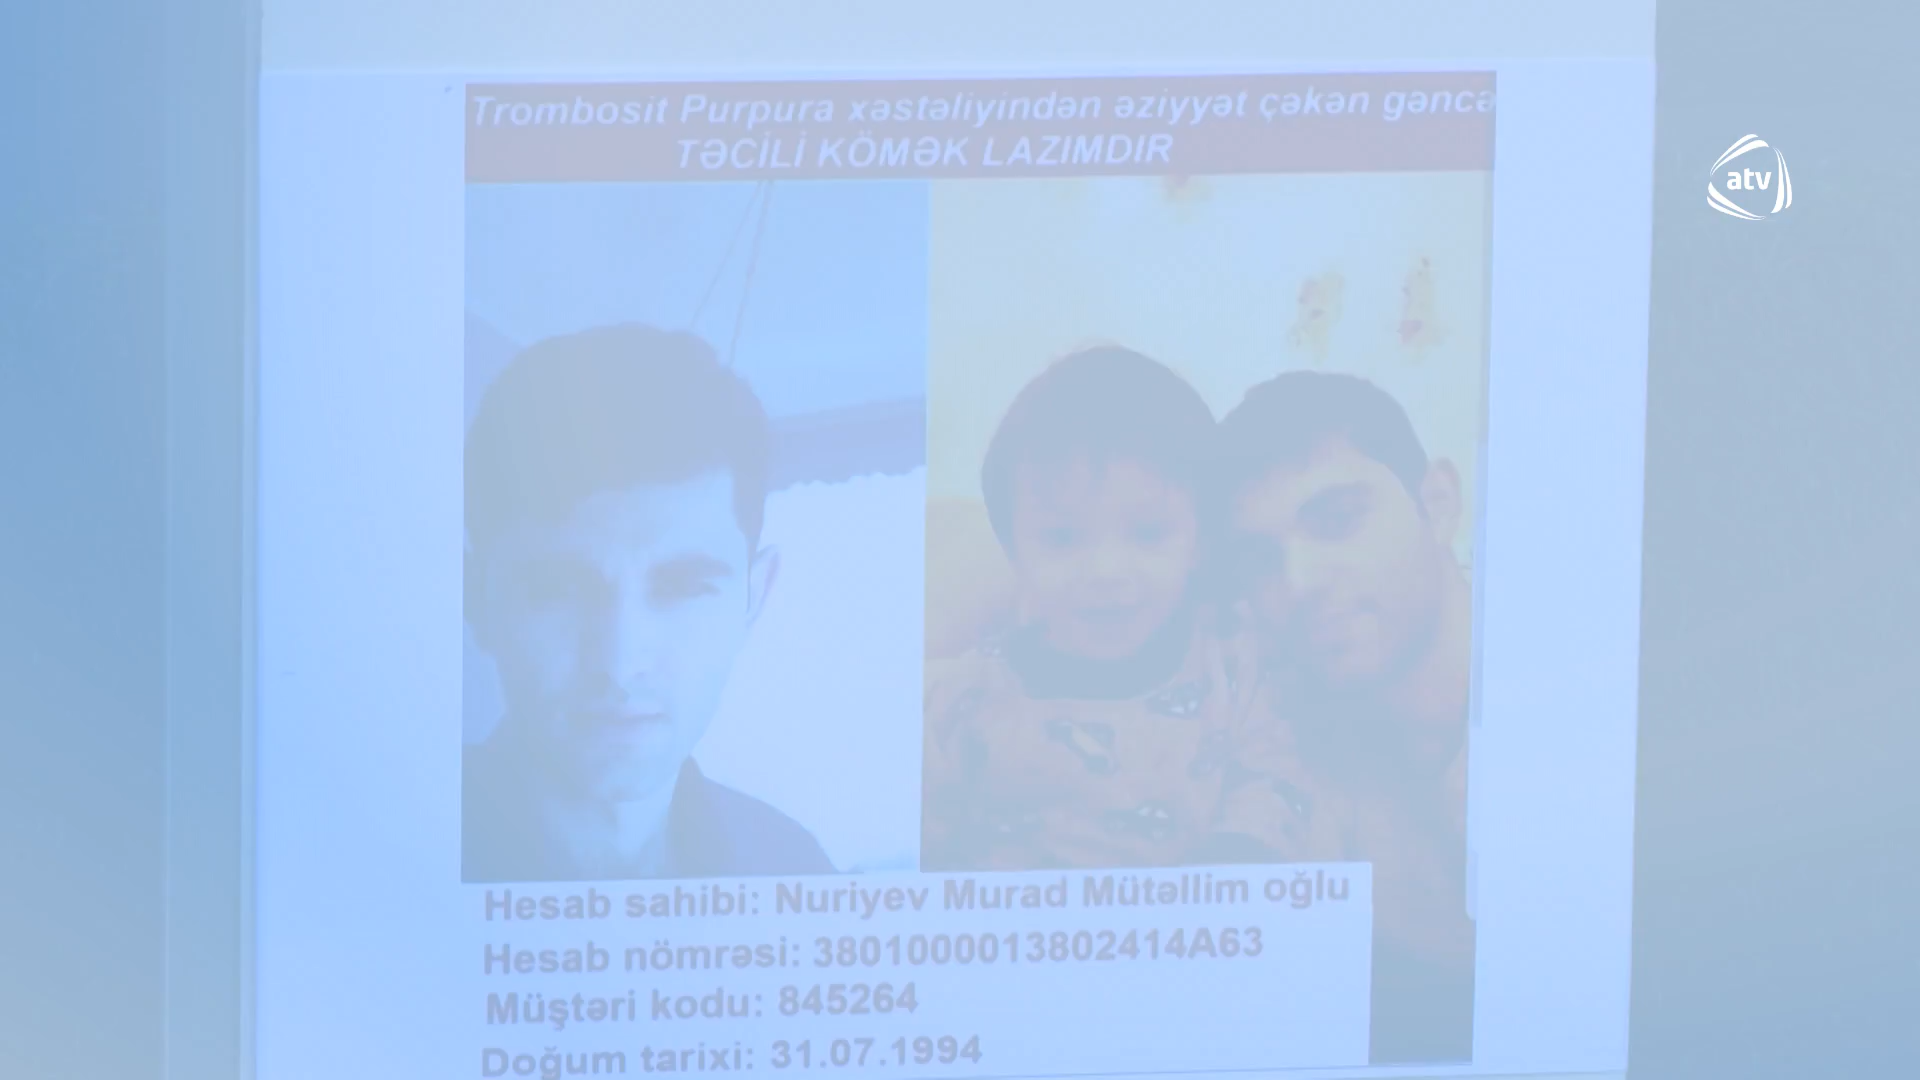 Trombosit Purpura xəstəliyindən əziyyət çəkən gəncə
TƏCİLİ KÖMƏK LAZIMDIR
atv
Hesab sahibi: Nuriyev Murad Mütəllim oğlu
Hesab nömrəsi: 3801000013802414A63
Müştəri kodu: 845264
Doğum tarixi: 31.07.1994